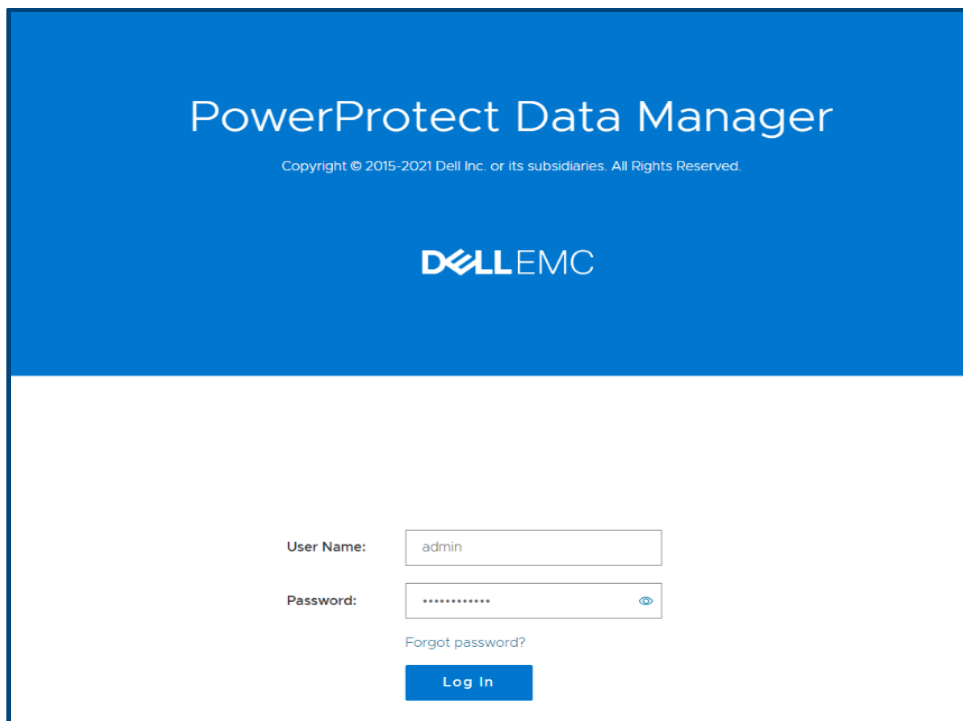 PowerProtect Data Manager
Copyright © 2015-2021 Dell Inc. or its subsidiaries. All Rights Reserved.
DELLEMC
User Name: admin
Password: ••••••••••••
Forgot password?
Log In